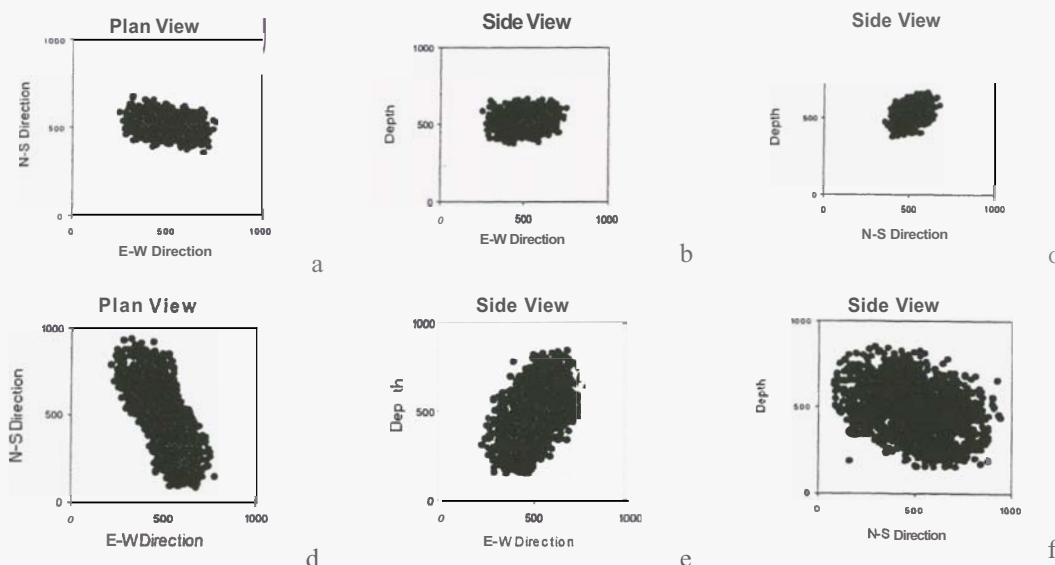 Plan View
1000
N-S Direction
500
0
0 500 1000
E-W Direction
a
Side View
1000
Depth
500
0
0 500 1000
E-W Direction
b
Side View
Depth
500
0
0 500 1000
N-S Direction
Plan View
1000
N-S Direction
500
0
0 500 1000
E-W Direction
d
Side View
1000
Dep th
500
0
0 500 1000
E-W Direction
e
Side View
1000
Depth
500
0
0 500 1000
N-S Direction
f